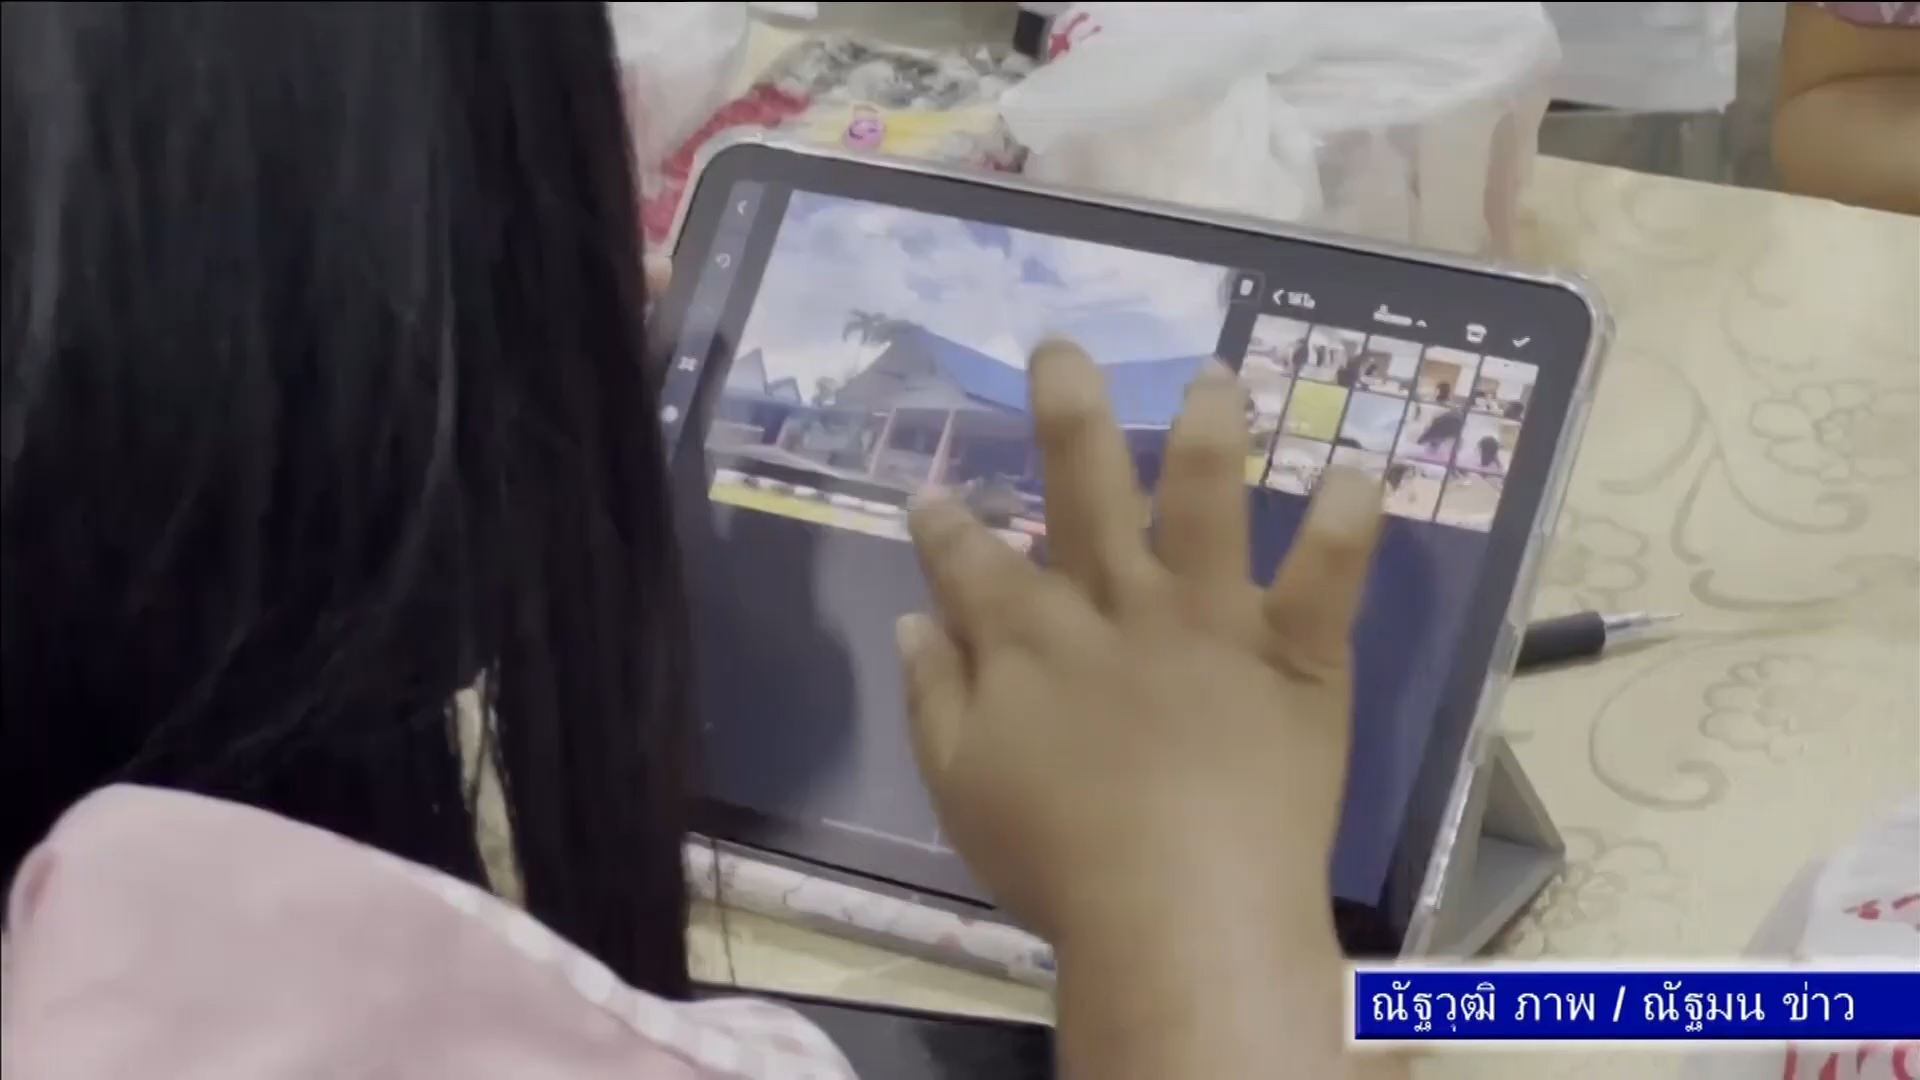 ณัฐวุฒิ ภาพ / ณัฐมน ข่าว